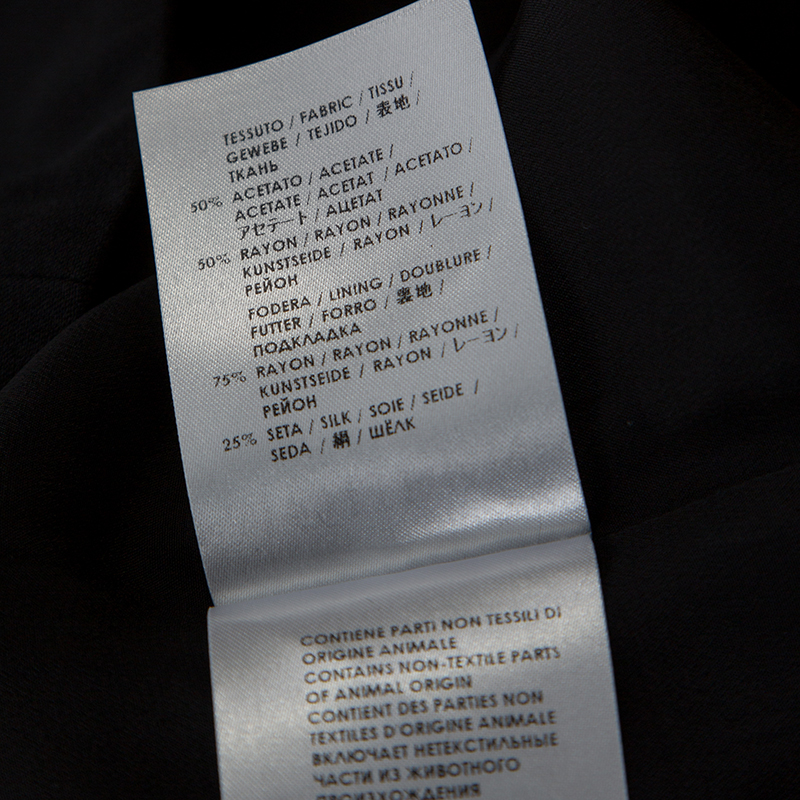 TESSUTO / FABRIC / TISSU /
GEWEBE / TEJIDO / 表地 /
ТКАНЬ
50% ACETATO / ACETATE /
ACETATE / ACETAT / ACETATO /
アセテート / АЦЕТАТ
50% RAYON / RAYON / RAYONNE /
KUNSTSEIDE / RAYON / レーヨン /
РЕЙОН
FODERA / LINING / DOUBLURE /
FUTTER / FORRO / 裏地 /
ПОДКЛАДКА
75% RAYON / RAYON / RAYONNE /
KUNSTSEIDE / RAYON / レーヨン /
РЕЙОН
25% SETA / SILK / SOIE / SEIDE /
SEDA / 絹 / ШЁЛК
CONTIENE PARTI NON TESSILI DI
ORIGINE ANIMALE
CONTAINS NON-TEXTILE PARTS
OF ANIMAL ORIGIN
CONTIENT DES PARTIES NON
TEXTILES D'ORIGINE ANIMALE
ВКЛЮЧАЕТ НЕТЕКСТИЛЬНЫЕ
ЧАСТИ ИЗ ЖИВОТНОГО
ПРОИСХОЖДЕНИЯ